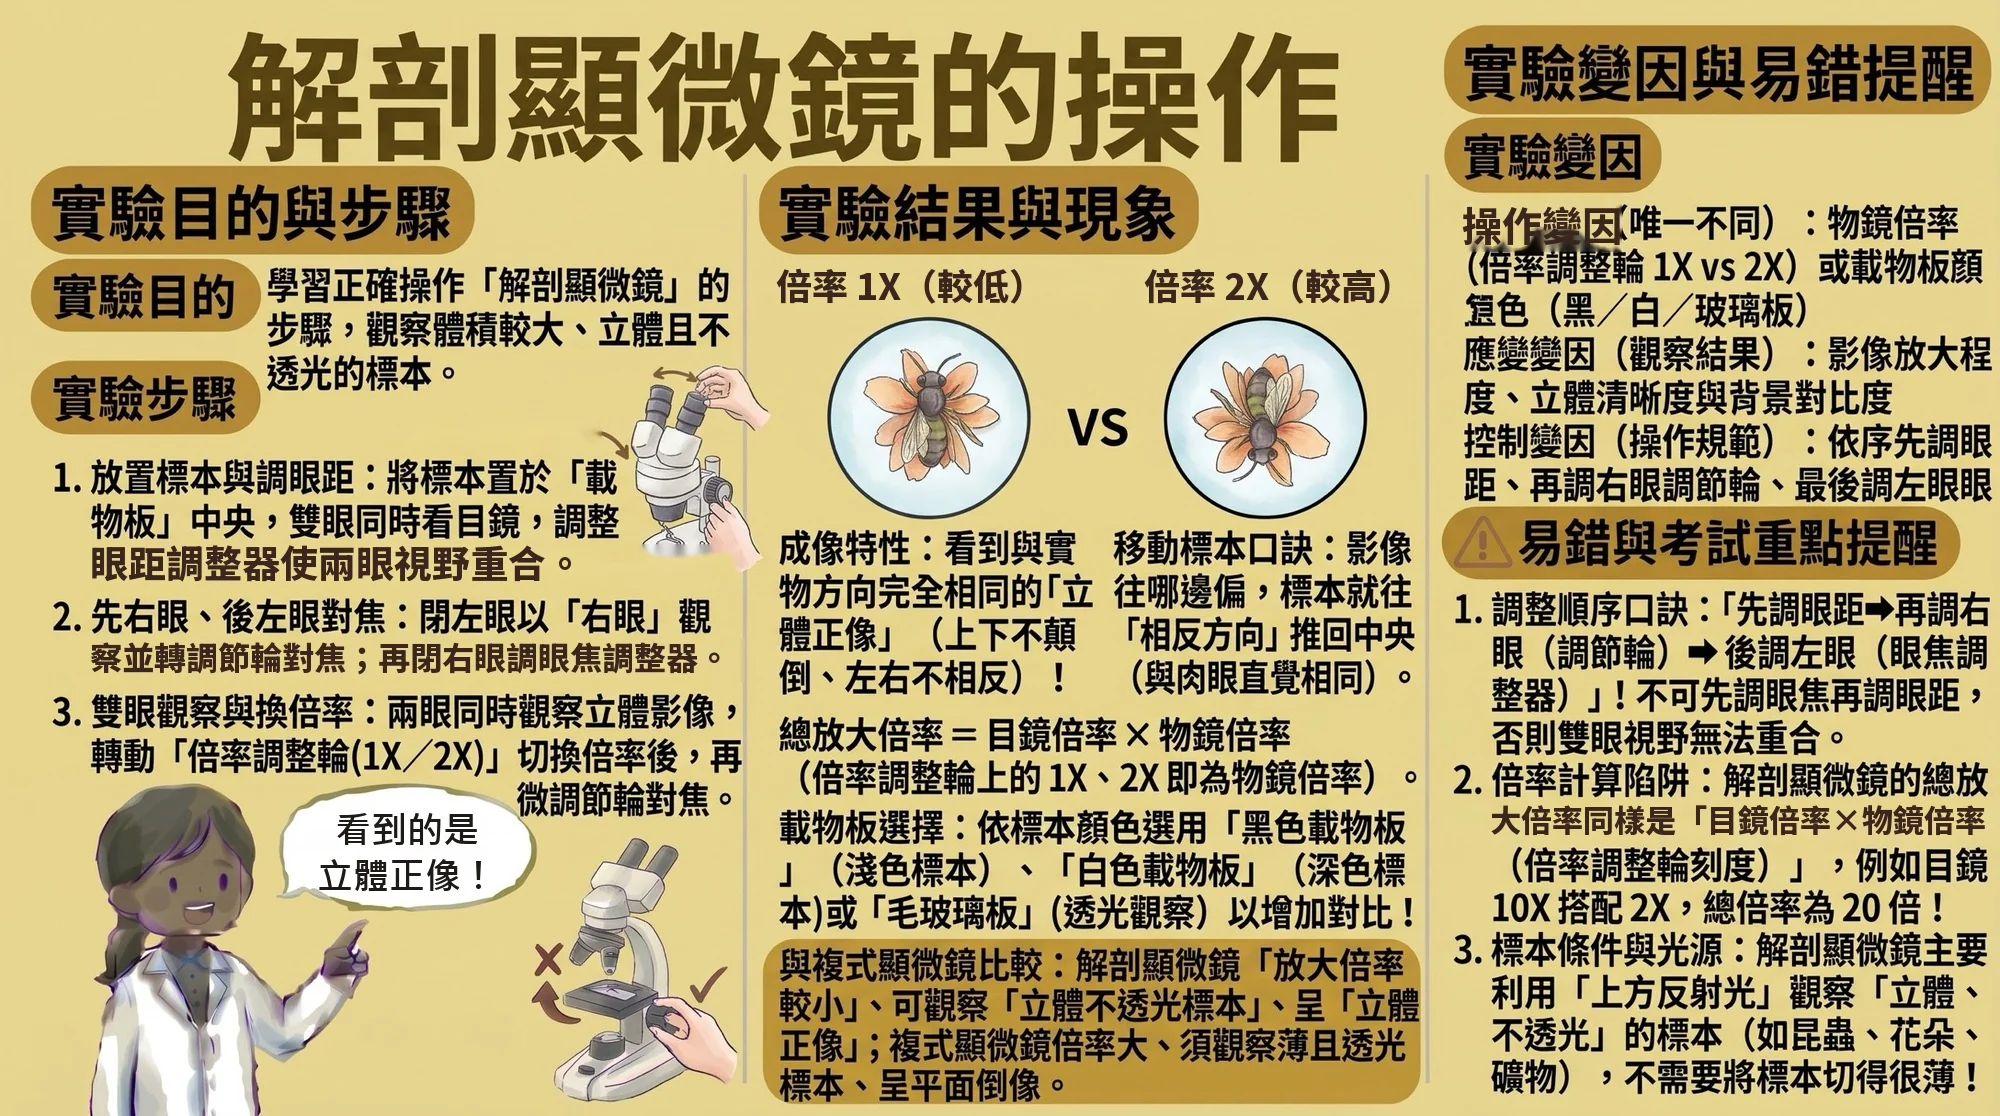 解剖顯微鏡的操作
實驗目的與步驟
實驗目的
學習正確操作「解剖顯微鏡」的
步驟，觀察體積較大、立體且不
透光的標本。
實驗步驟
1. 放置標本與調眼距：將標本置於「載
物板」中央，雙眼同時看目鏡，調整
眼距調整器使兩眼視野重合。
2. 先右眼、後左眼對焦：閉左眼以「右眼」觀
察並轉調節輪對焦；再閉右眼調眼焦調整器。
3. 雙眼觀察與換倍率：兩眼同時觀察立體影像，
轉動「倍率調整輪(1X／2X)」切換倍率後，再
微調節輪對焦。
看到的是
立體正像！
實驗結果與現象
倍率 1X（較低）
倍率 2X（較高）
VS
成像特性：看到與實
物方向完全相同的「立
體正像」（上下不顛
倒、左右不相反）！
移動標本口訣：影像
往哪邊偏，標本就往
「相反方向」推回中央
（與肉眼直覺相同）。
總放大倍率＝目鏡倍率×物鏡倍率
（倍率調整輪上的 1X、2X 即為物鏡倍率）。
載物板選擇：依標本顏色選用「黑色載物板
」（淺色標本）、「白色載物板」（深色標
本)或「毛玻璃板」(透光觀察）以增加對比！
與複式顯微鏡比較：解剖顯微鏡「放大倍率
較小」、可觀察「立體不透光標本」、呈「立體
正像」；複式顯微鏡倍率大、須觀察薄且透光
標本、呈平面倒像。
實驗變因與易錯提醒
實驗變因
操作變因（唯一不同）：物鏡倍率
(倍率調整輪 1X vs 2X）或載物板顏
色（黑／白／玻璃板）
應變變因（觀察結果）：影像放大程
度、立體清晰度與背景對比度
控制變因（操作規範）：依序先調眼
距、再調右眼調節輪、最後調左眼眼
易錯與考試重點提醒
1. 調整順序口訣：「先調眼距➡再調右
眼（調節輪）➡後調左眼（眼焦調
整器）」！不可先調眼焦再調眼距，
否則雙眼視野無法重合。
2. 倍率計算陷阱：解剖顯微鏡的總放
大倍率同樣是「目鏡倍率×物鏡倍率
（倍率調整輪刻度）」，例如目鏡
10X 搭配 2X，總倍率為 20 倍！
3. 標本條件與光源：解剖顯微鏡主要
利用「上方反射光」觀察「立體、
不透光」的標本（如昆蟲、花朵、
礦物），不需要將標本切得很薄！